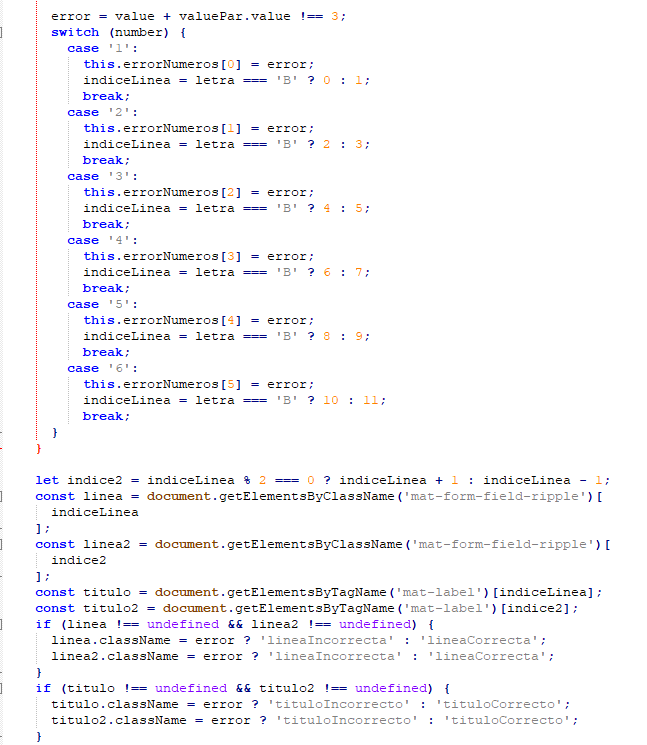 error = value + valuePar.value !== 3;
switch (number) {
case '1':
this.errorNumeros[0] = error;
indiceLinea = letra === 'B' ? 0 : 1;
break;
case '2':
this.errorNumeros[1] = error;
indiceLinea = letra === 'B' ? 2 : 3;
break;
case '3':
this.errorNumeros[2] = error;
indiceLinea = letra === 'B' ? 4 : 5;
break;
case '4':
this.errorNumeros[3] = error;
indiceLinea = letra === 'B' ? 6 : 7;
break;
case '5':
this.errorNumeros[4] = error;
indiceLinea = letra === 'B' ? 8 : 9;
break;
case '6':
this.errorNumeros[5] = error;
indiceLinea = letra === 'B' ? 10 : 11;
break;
}
}
let indice2 = indiceLinea % 2 === 0 ? indiceLinea + 1 : indiceLinea - 1;
const linea = document.getElementsByClassName('mat-form-field-ripple')[
indiceLinea
];
const linea2 = document.getElementsByClassName('mat-form-field-ripple')[
indice2
];
const titulo = document.getElementsByTagName('mat-label')[indiceLinea];
const titulo2 = document.getElementsByTagName('mat-label')[indice2];
if (linea !== undefined && linea2 !== undefined) {
linea.className = error ? 'lineaIncorrecta' : 'lineaCorrecta';
linea2.className = error ? 'lineaIncorrecta' : 'lineaCorrecta';
}
if (titulo !== undefined && titulo2 !== undefined) {
titulo.className = error ? 'tituloIncorrecto' : 'tituloCorrecto';
titulo2.className = error ? 'tituloIncorrecto' : 'tituloCorrecto';
}